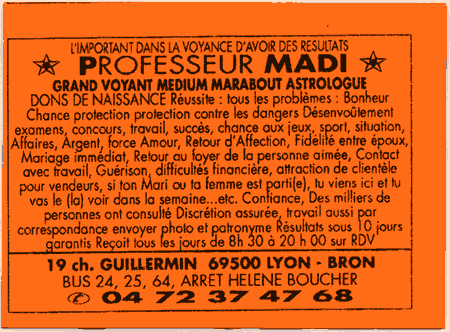 L'IMPORTANT DANS LA VOYANCE D'AVOIR DES RESULTATS
PROFESSEUR MADI
GRAND VOYANT MEDIUM MARABOUT ASTROLOGUE
DONS DE NAISSANCE Réussite : tous les problèmes : Bonheur
Chance protection protection contre les dangers Désenvoûtement
examens, concours, travail, succès, chance aux jeux, sport, situation,
Affaires, Argent, force Amour, Retour d'Affection, Fidélité entre époux,
Mariage immédiat, Retour au foyer de la personne aimée, Contact
avec travail, Guérison, difficultés financière, attraction de clientèle
pour vendeurs, si ton Mari ou ta femme est parti(e), tu viens ici et tu
vas le (la) voir dans la semaine...etc. Confiance, Des milliers de
personnes ont consulté Discrétion assurée, travail aussi par
correspondance envoyer photo et patronyme Résultats sous 10 jours
garantis Reçoit tous les jours de 8h 30 à 20 h 00 sur RDV
19 ch. GUILLERMIN 69500 LYON - BRON
BUS 24, 25, 64, ARRET HELENE BOUCHER
04 72 37 47 68